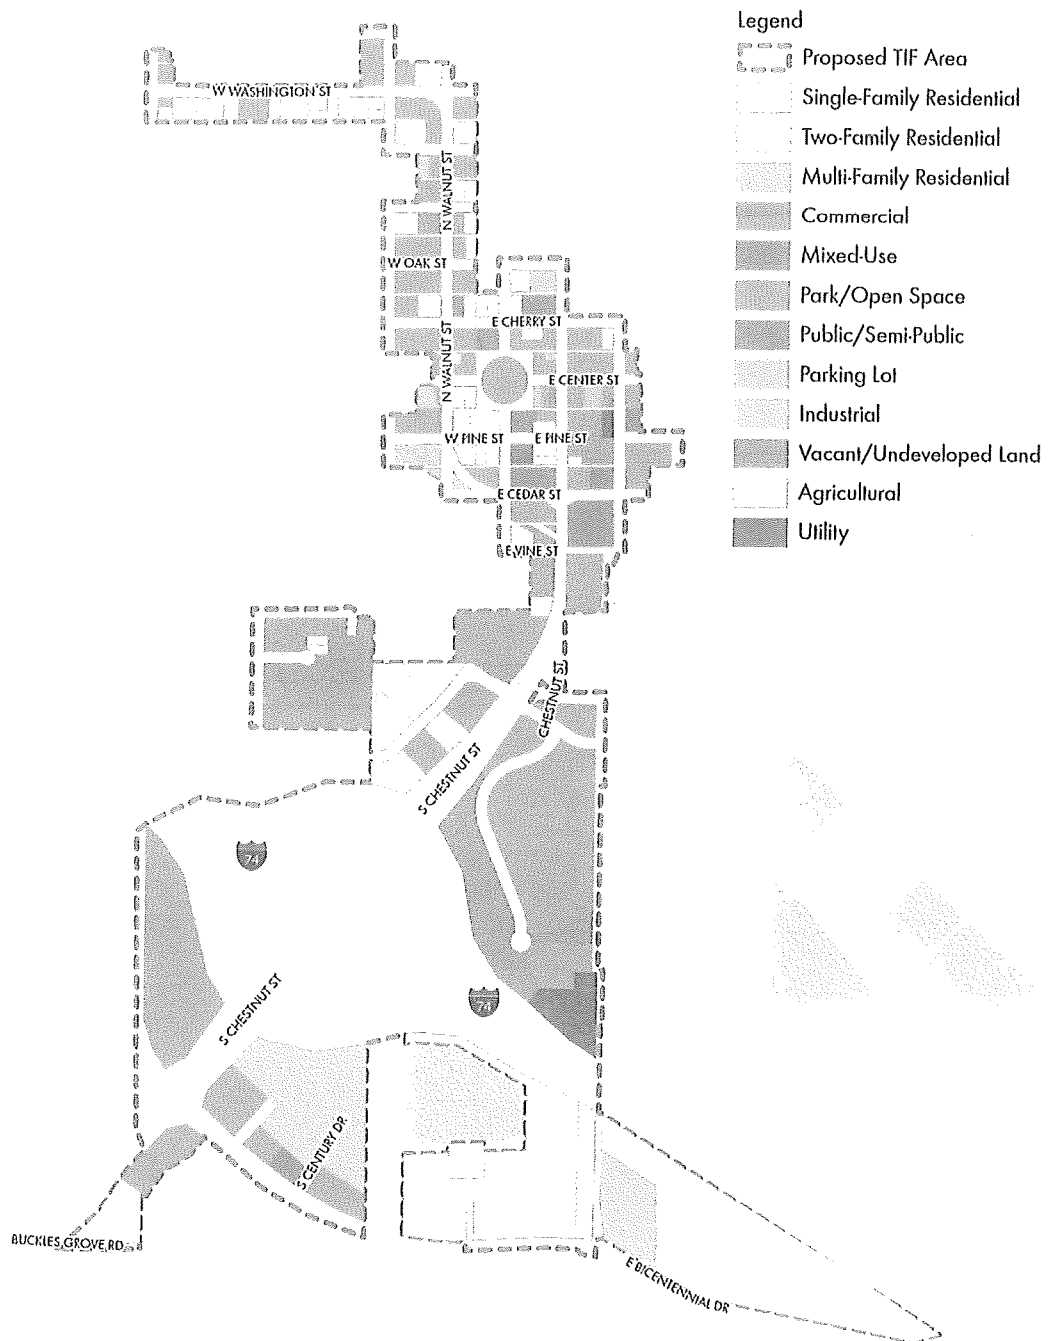 Legend
Proposed TIF Area
Single-Family Residential
Two-Family Residential
Multi-Family Residential
Commercial
Mixed-Use
Park/Open Space
Public/Semi-Public
Parking Lot
Industrial
Vacant/Undeveloped Land
Agricultural
Utility
W WASHINGTON ST
N WALNUT ST
W OAK ST
E CHERRY ST
N WALNUT ST
E CENTER ST
W PINE ST
E PINE ST
E CEDAR ST
E VINE ST
CHESTNUT ST
S CHESTNUT ST
74
S CHESTNUT ST
74
S CENTURY DR
BUCKLES GROVE RD
E BICENTENNIAL DR